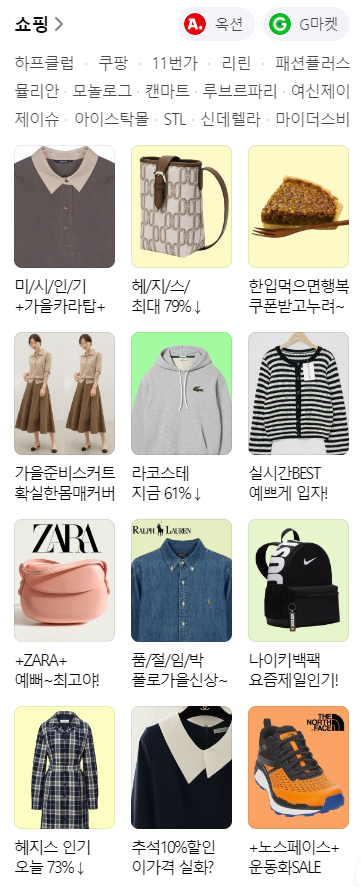 쇼핑 >
A. 옥션
G G마켓
하프클럽 · 쿠팡 · 11번가 · 리린 · 패션플러스
뮬리안 · 모놀로그 · 캔마트 · 루브르파리 · 여신제이
제이슈 · 아이스탁몰 · STL · 신데렐라 · 마이더스비
미/시/인/기
+가을카라탑+
헤/지/스/
최대 79%↓
한입먹으면행복
쿠폰받고누려~
가을준비스커트
확실한몸매커버
라코스테
지금 61%↓
실시간BEST
예쁘게 입자!
ZARA
+ZARA+
예뻐~최고야!
RALPH LAUREN
품/절/임/박
폴로가을신상~
JUST
나이키백팩
요즘제일인기!
헤지스 인기
오늘 73%↓
추석10%할인
이가격 실화?
THE
NORTH
FACE
+노스페이스+
운동화SALE